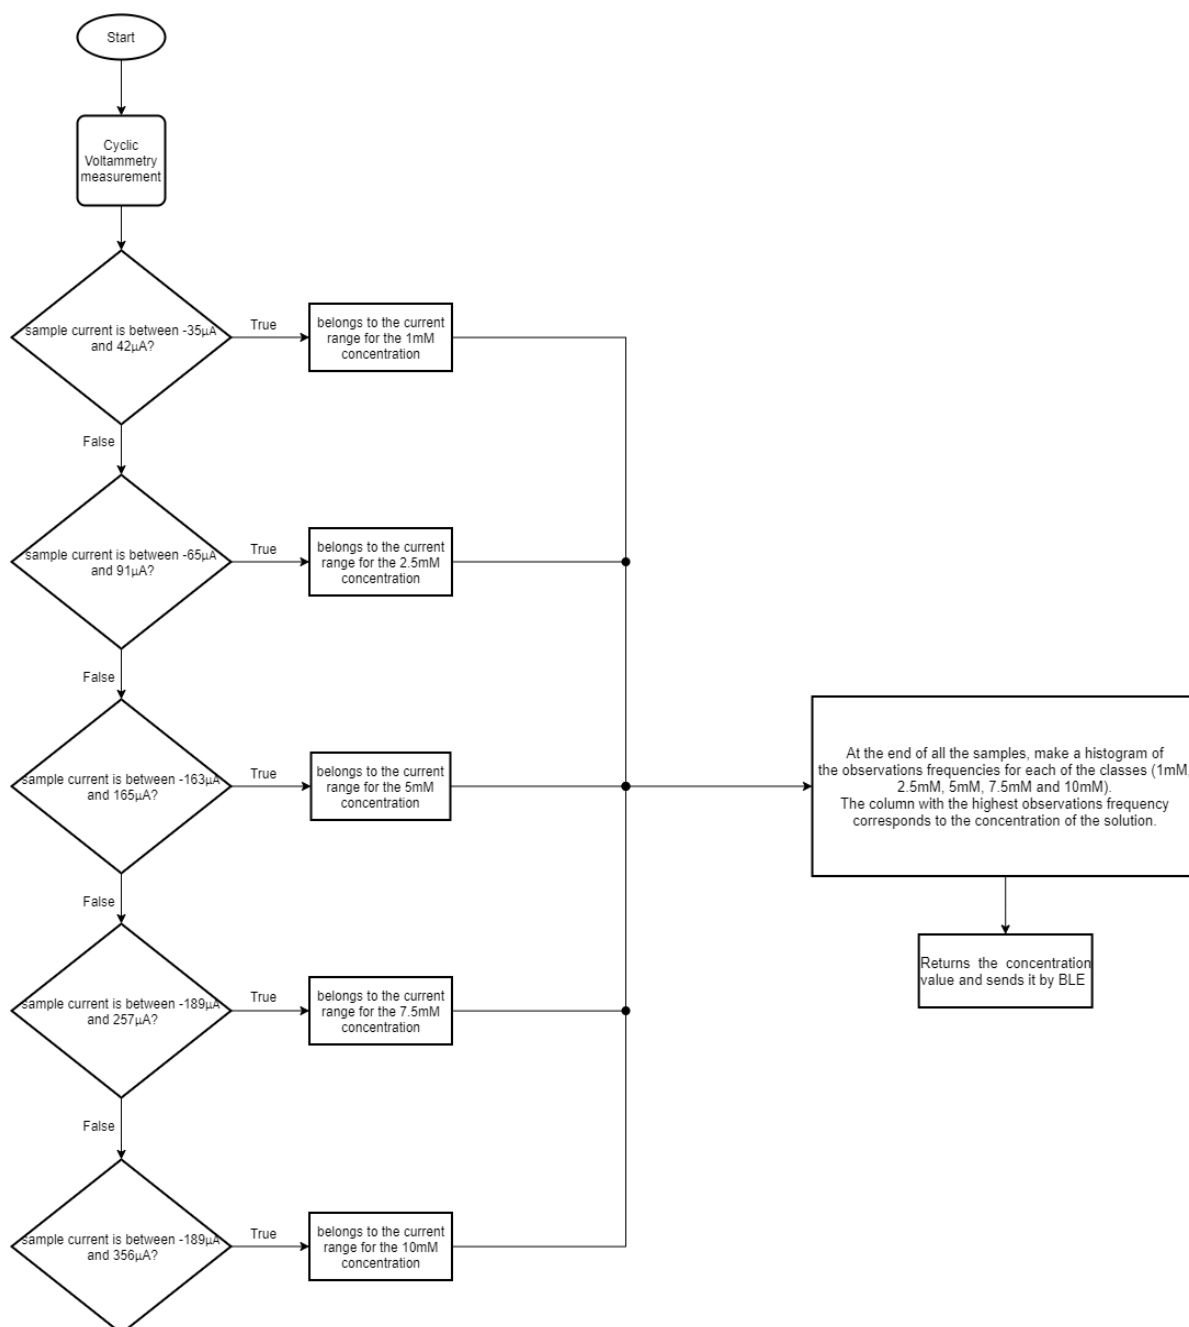 Start
Cyclic
Voltammetry
measurement
sample current is between -35µA
and 42µA?
True
belongs to the current
range for the 1mM
concentration
False
sample current is between -65µA
and 91µA?
True
belongs to the current
range for the 2.5mM
concentration
False
sample current is between -163µA
and 165µA?
True
belongs to the current
range for the 5mM
concentration
At the end of all the samples, make a histogram of
the observations frequencies for each of the classes (1mM,
2.5mM, 5mM, 7.5mM and 10mM).
The column with the highest observations frequency
corresponds to the concentration of the solution.
False
sample current is between -189µA
and 257µA?
True
belongs to the current
range for the 7.5mM
concentration
Returns the concentration
value and sends it by BLE
False
sample current is between -189µA
and 356µA?
True
belongs to the current
range for the 10mM
concentration